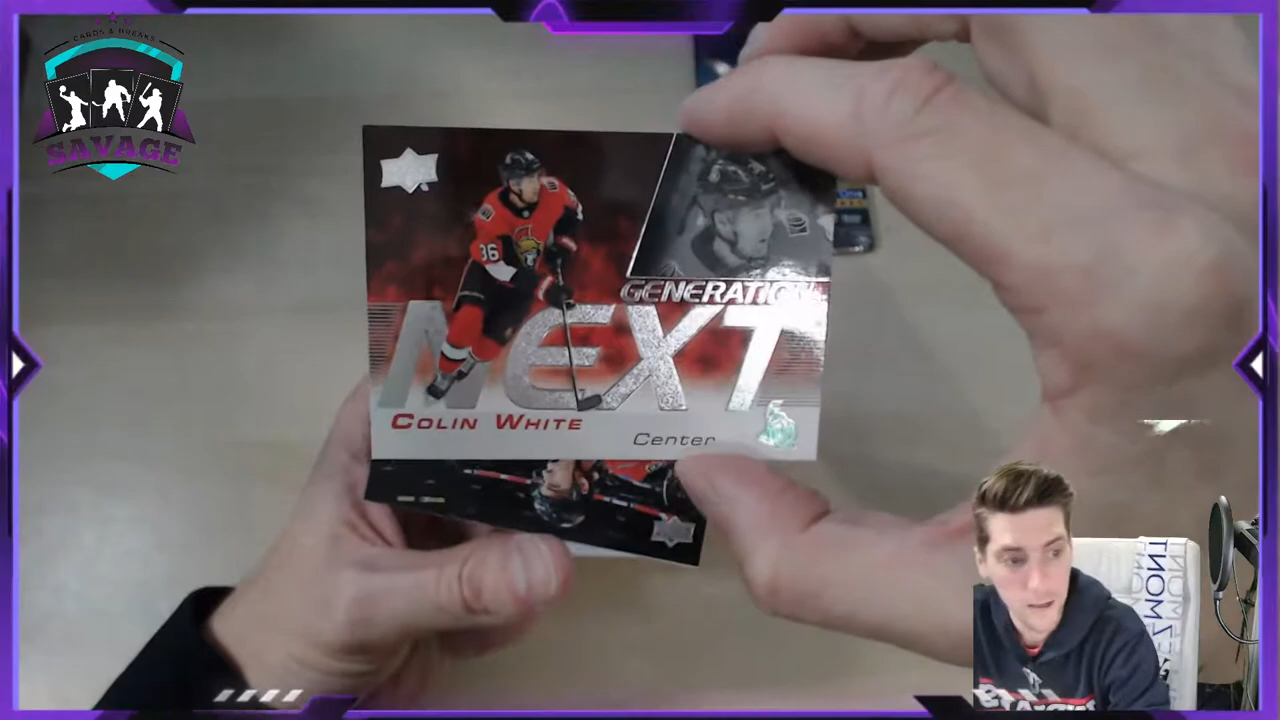 CARDS & BREAKS
SAVAGE
36
GENERATION
NEXT
COLIN WHITE
Center